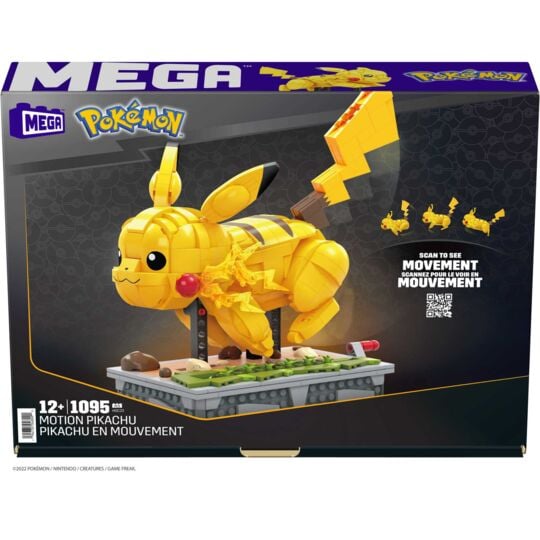 MEGA™
POKéMON
MEGA
POKéMON
SCAN TO SEE
MOVEMENT
SCANNEZ POUR LE VOIR EN
MOUVEMENT
12+ 1095
MOTION PIKACHU
PIKACHU EN MOUVEMENT
©2022 POKÉMON / NINTENDO / CREATURES / GAME FREAK.